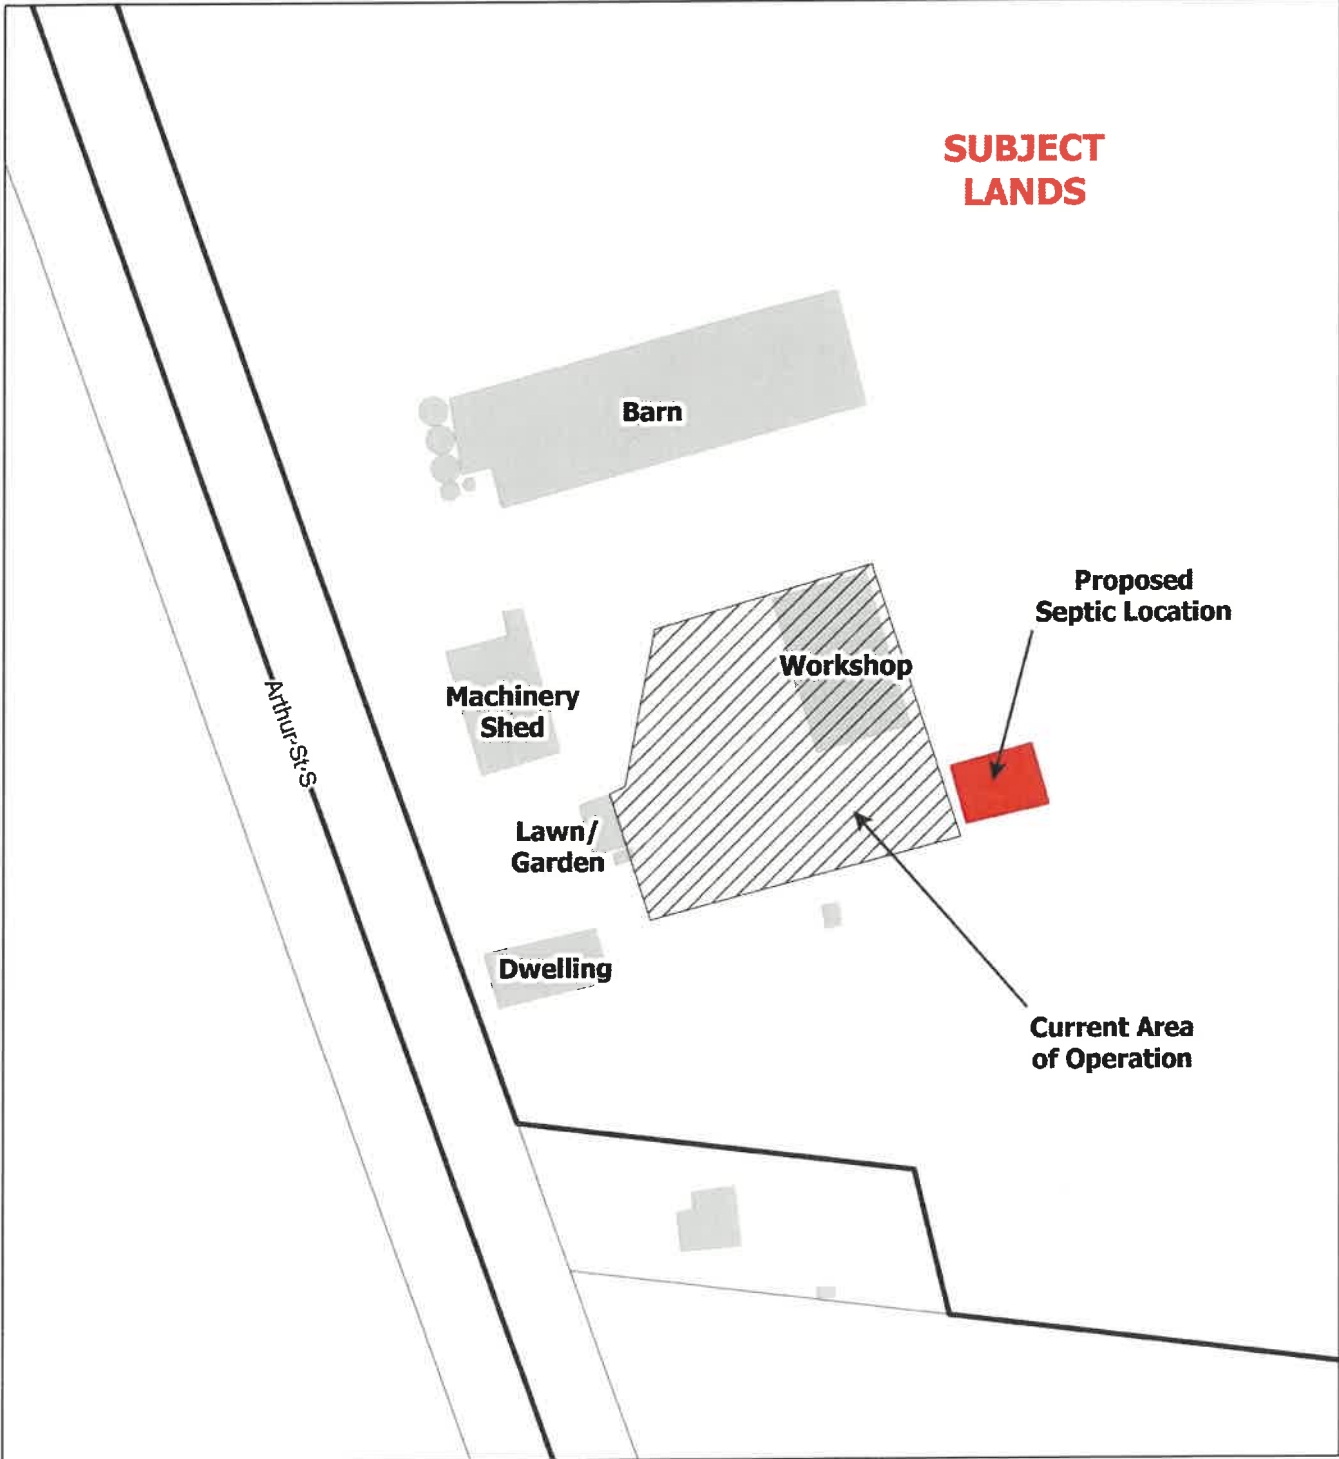 SUBJECT
LANDS
Barn
Proposed
Septic Location
Workshop
Machinery
Shed
Arthur St S
Lawn/
Garden
Dwelling
Current Area
of Operation